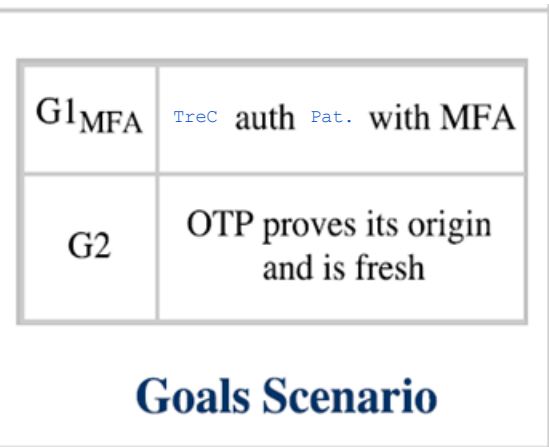 G1MFA TreC auth Pat. with MFA
G2 OTP proves its origin
and is fresh
Goals Scenario